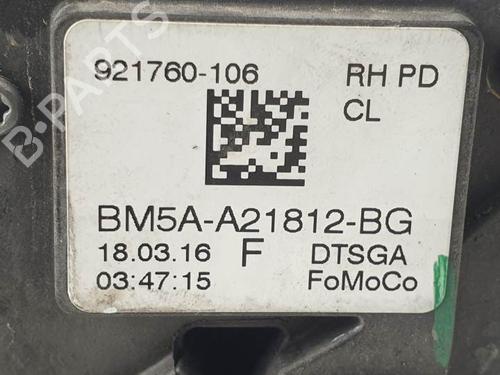 921760-106 RH PD
CL
BM5A-A21812-BG
18.03.16 F DTSGA
03:47:15 FoMoCo
B-PARTS